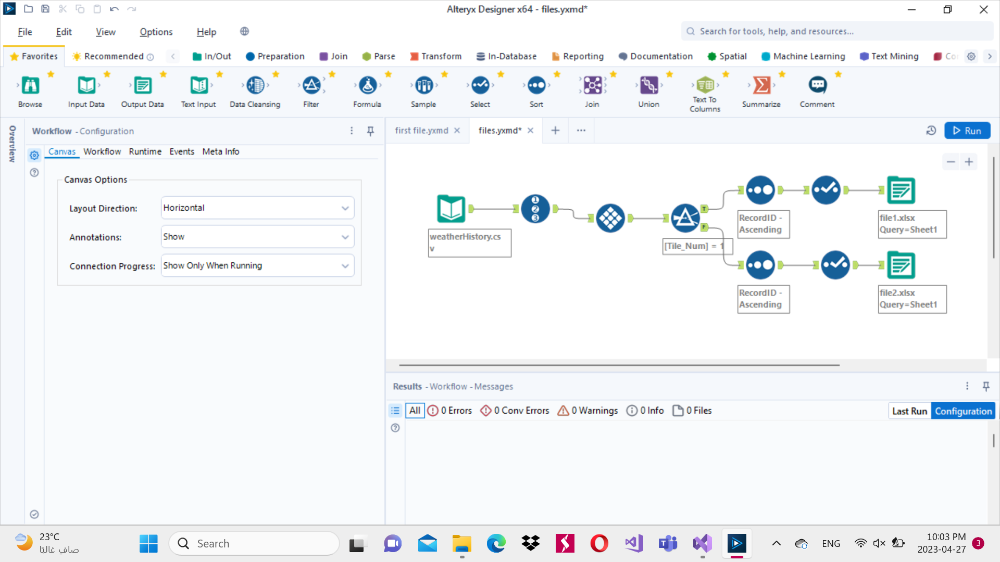 Alteryx Designer x64 - files.yxmd*
File Edit View Options Help
Search for tools, help, and resources...
Favorites Recommended In/Out Preparation Join Parse Transform In-Database Reporting Documentation Spatial Machine Learning Text Mining Co
Browse Input Data Output Data Text Input Data Cleansing Filter Formula Sample Select Sort Join Union Text To Columns Summarize Comment
Overview
Workflow - Configuration
Canvas Workflow Runtime Events Meta Info
Canvas Options
Layout Direction: Horizontal
Annotations: Show
Connection Progress: Show Only When Running
first file.yxmd files.yxmd*
Run
1
2
3
T
F
weatherHistory.cs
v
[Tile_Num] = 1
RecordID -
Ascending
file1.xlsx
Query=Sheet1
RecordID -
Ascending
file2.xlsx
Query=Sheet1
Results - Workflow - Messages
All 0 Errors 0 Conv Errors 0 Warnings 0 Info 0 Files
Last Run Configuration
23°C
صافٍ غالبًا
Search
ENG
10:03 PM
2023-04-27
3